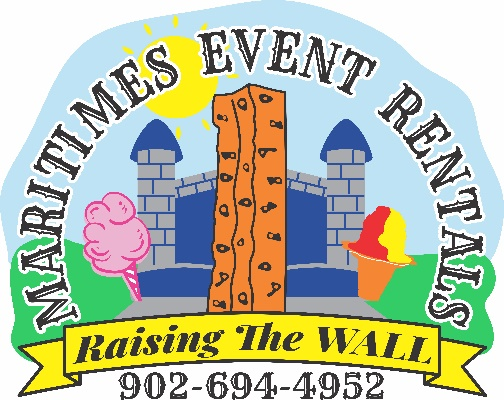 MARITIMES EVENT RENTALS
Raising The WALL
902-694-4952